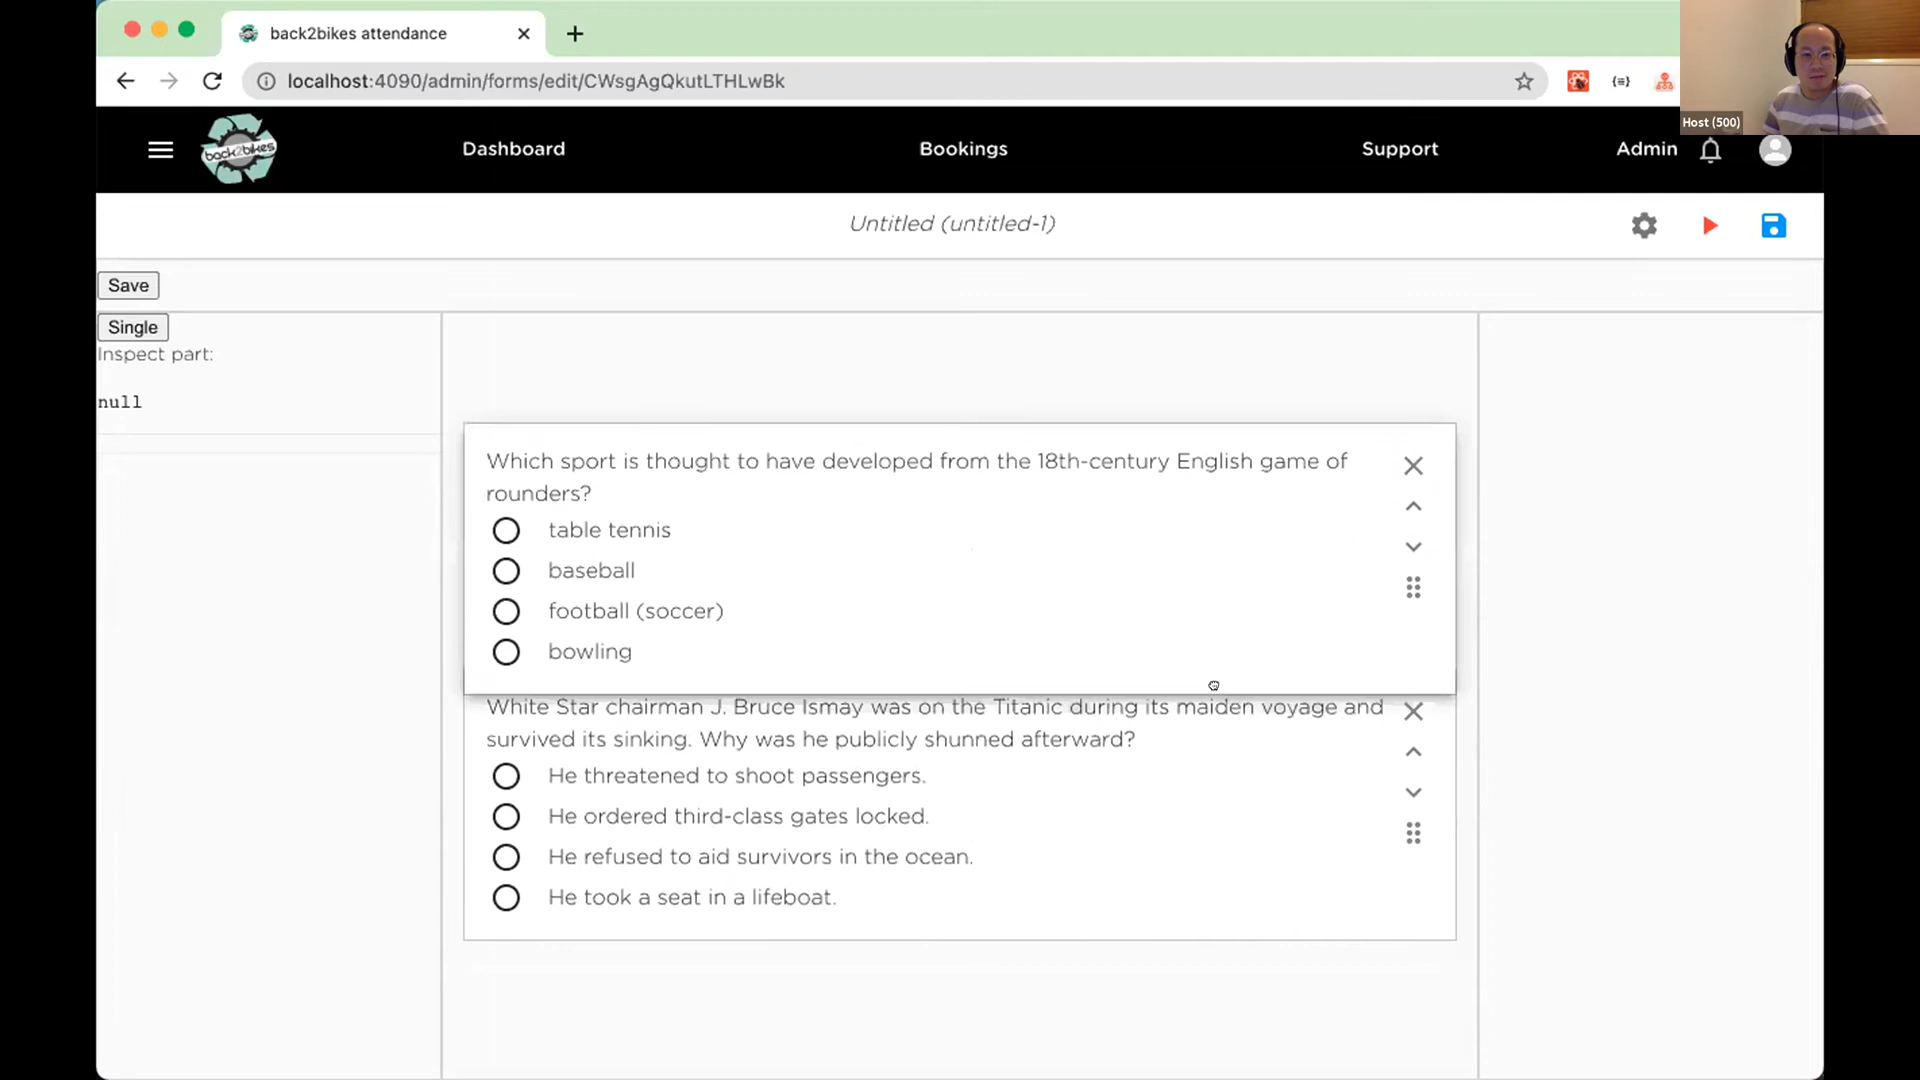 back2bikes attendance
localhost:4090/admin/forms/edit/CWsgAgQkutLTHLwBk
Host (500)
back2bikes
Dashboard
Bookings
Support
Admin
Untitled (untitled-1)
Save
Single
Inspect part:
null
Which sport is thought to have developed from the 18th-century English game of
rounders?
table tennis
baseball
football (soccer)
bowling
White Star chairman J. Bruce Ismay was on the Titanic during its maiden voyage and
survived its sinking. Why was he publicly shunned afterward?
He threatened to shoot passengers.
He ordered third-class gates locked.
He refused to aid survivors in the ocean.
He took a seat in a lifeboat.